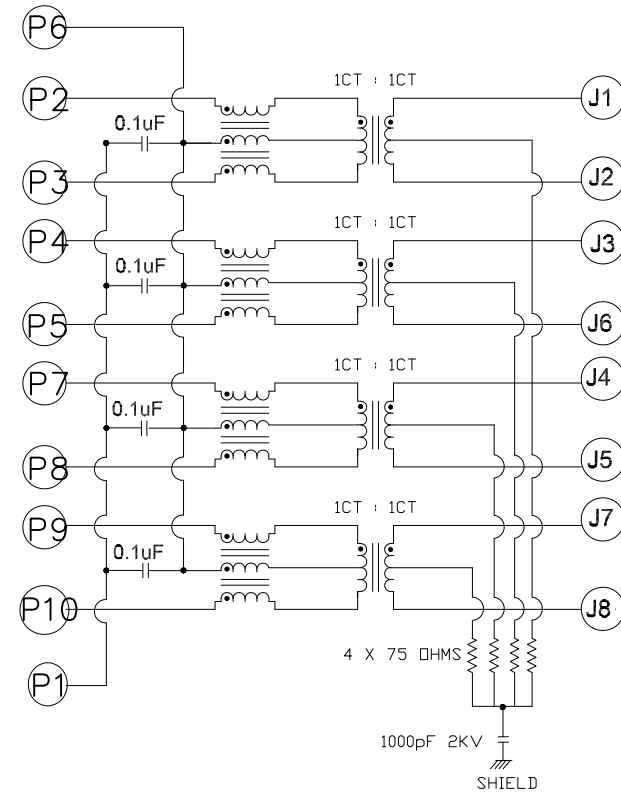 P6
1CT : 1CT
P2
J1
0.1uF
P3
J2
1CT : 1CT
P4
J3
0.1uF
P5
J6
1CT : 1CT
P7
J4
0.1uF
P8
J5
1CT : 1CT
P9
J7
0.1uF
P10
J8
4 X 75 OHMS
P1
1000pF 2KV
SHIELD